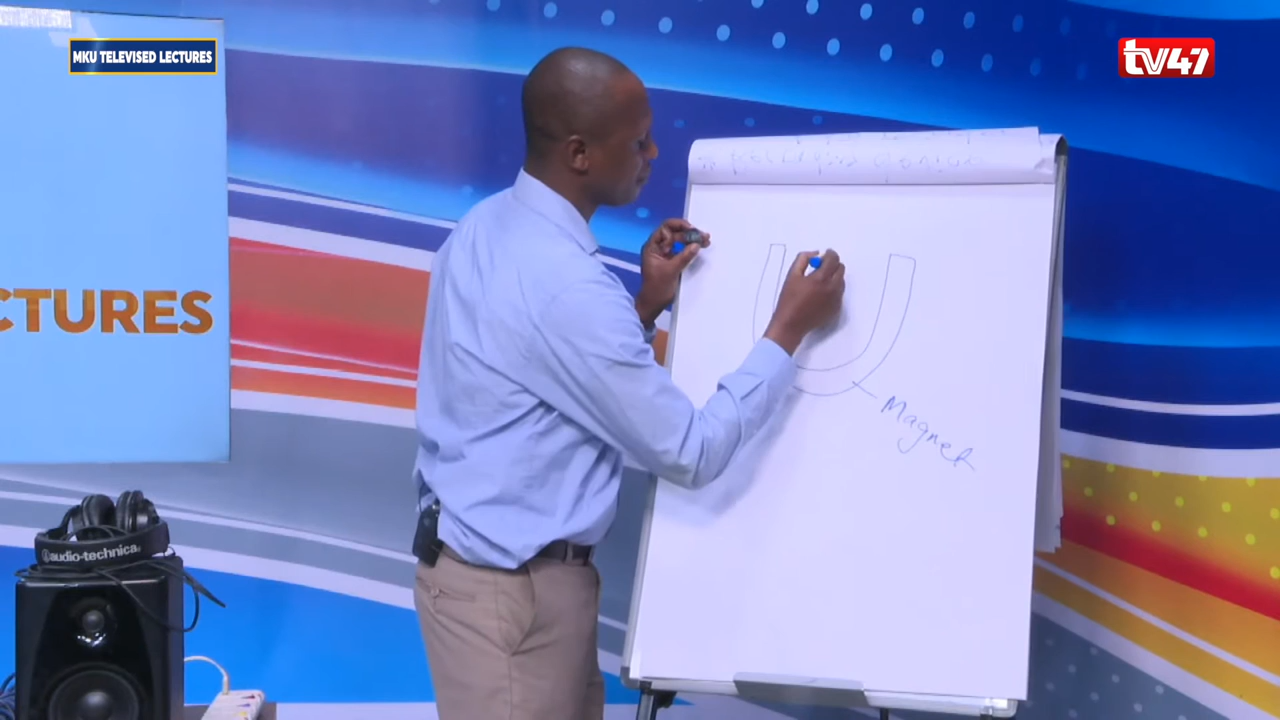 MKU TELEVISED LECTURES
tv47
CTURES
Magnet
audio-technica